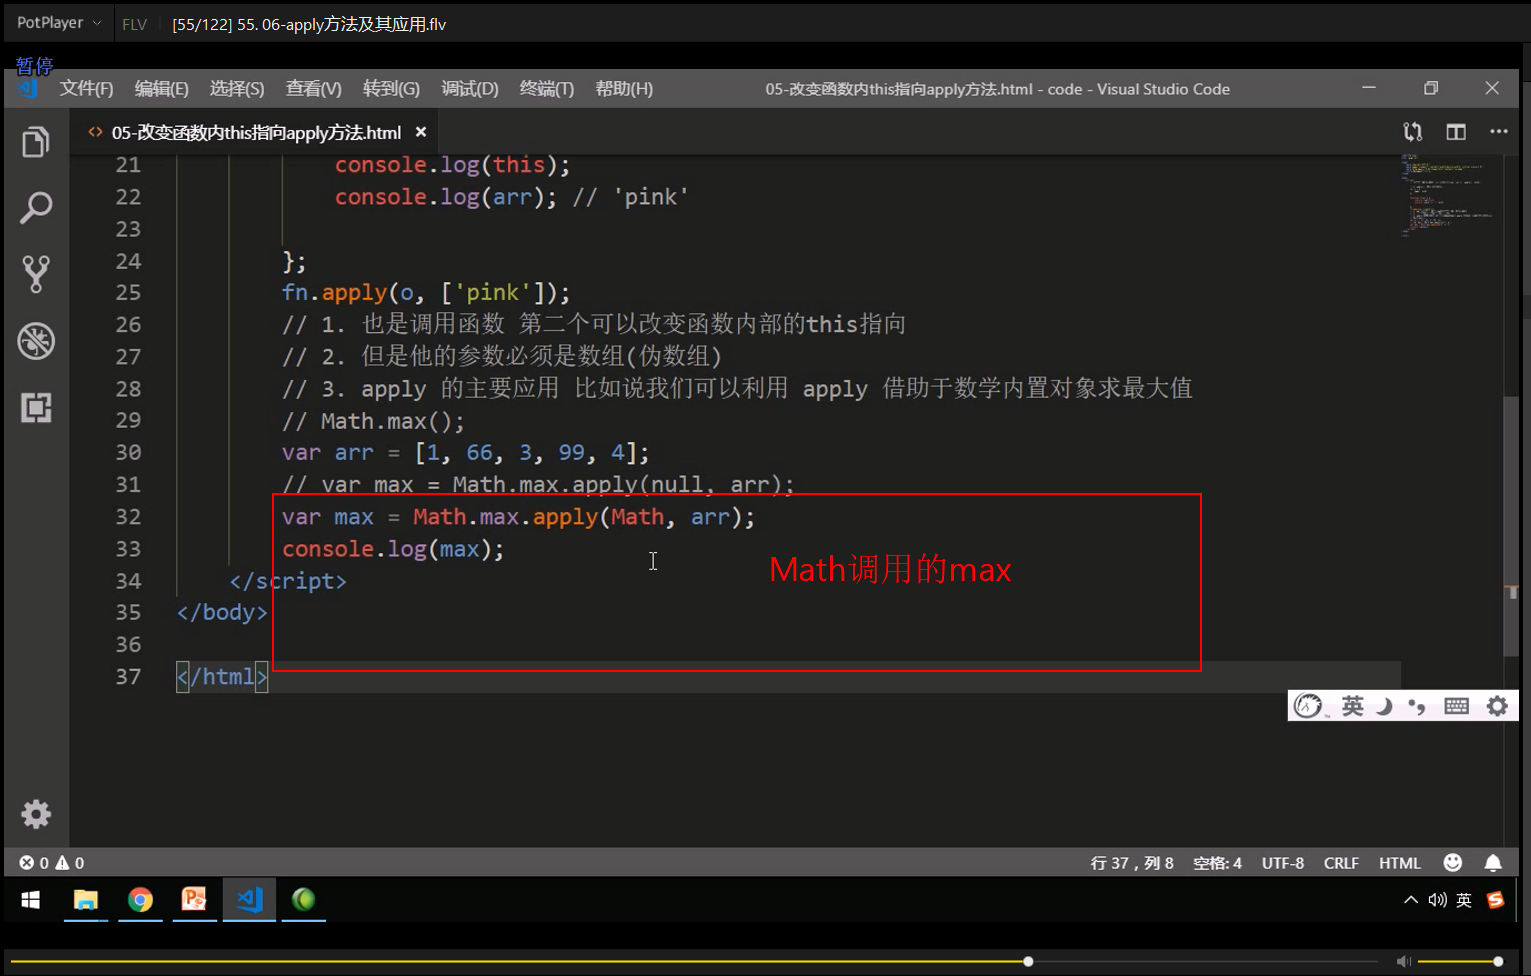 PotPlayer FLV [55/122] 55. 06-apply方法及其应用.flv
暂停
文件(F) 编辑(E) 选择(S) 查看(V) 转到(G) 调试(D) 终端(T) 帮助(H) 05-改变函数内this指向apply方法.html - code - Visual Studio Code
<> 05-改变函数内this指向apply方法.html ×
21 console.log(this);
22 console.log(arr); // 'pink'
23
24 };
25 fn.apply(o, ['pink']);
26 // 1. 也是调用函数 第二个可以改变函数内部的this指向
27 // 2. 但是他的参数必须是数组(伪数组)
28 // 3. apply 的主要应用 比如说我们可以利用 apply 借助于数学内置对象求最大值
29 // Math.max();
30 var arr = [1, 66, 3, 99, 4];
31 // var max = Math.max.apply(null, arr);
32 var max = Math.max.apply(Math, arr);
33 console.log(max);
Math调用的max
34 </script>
35 </body>
36
37 </html>
英
0 0 行 37，列 8 空格: 4 UTF-8 CRLF HTML
英